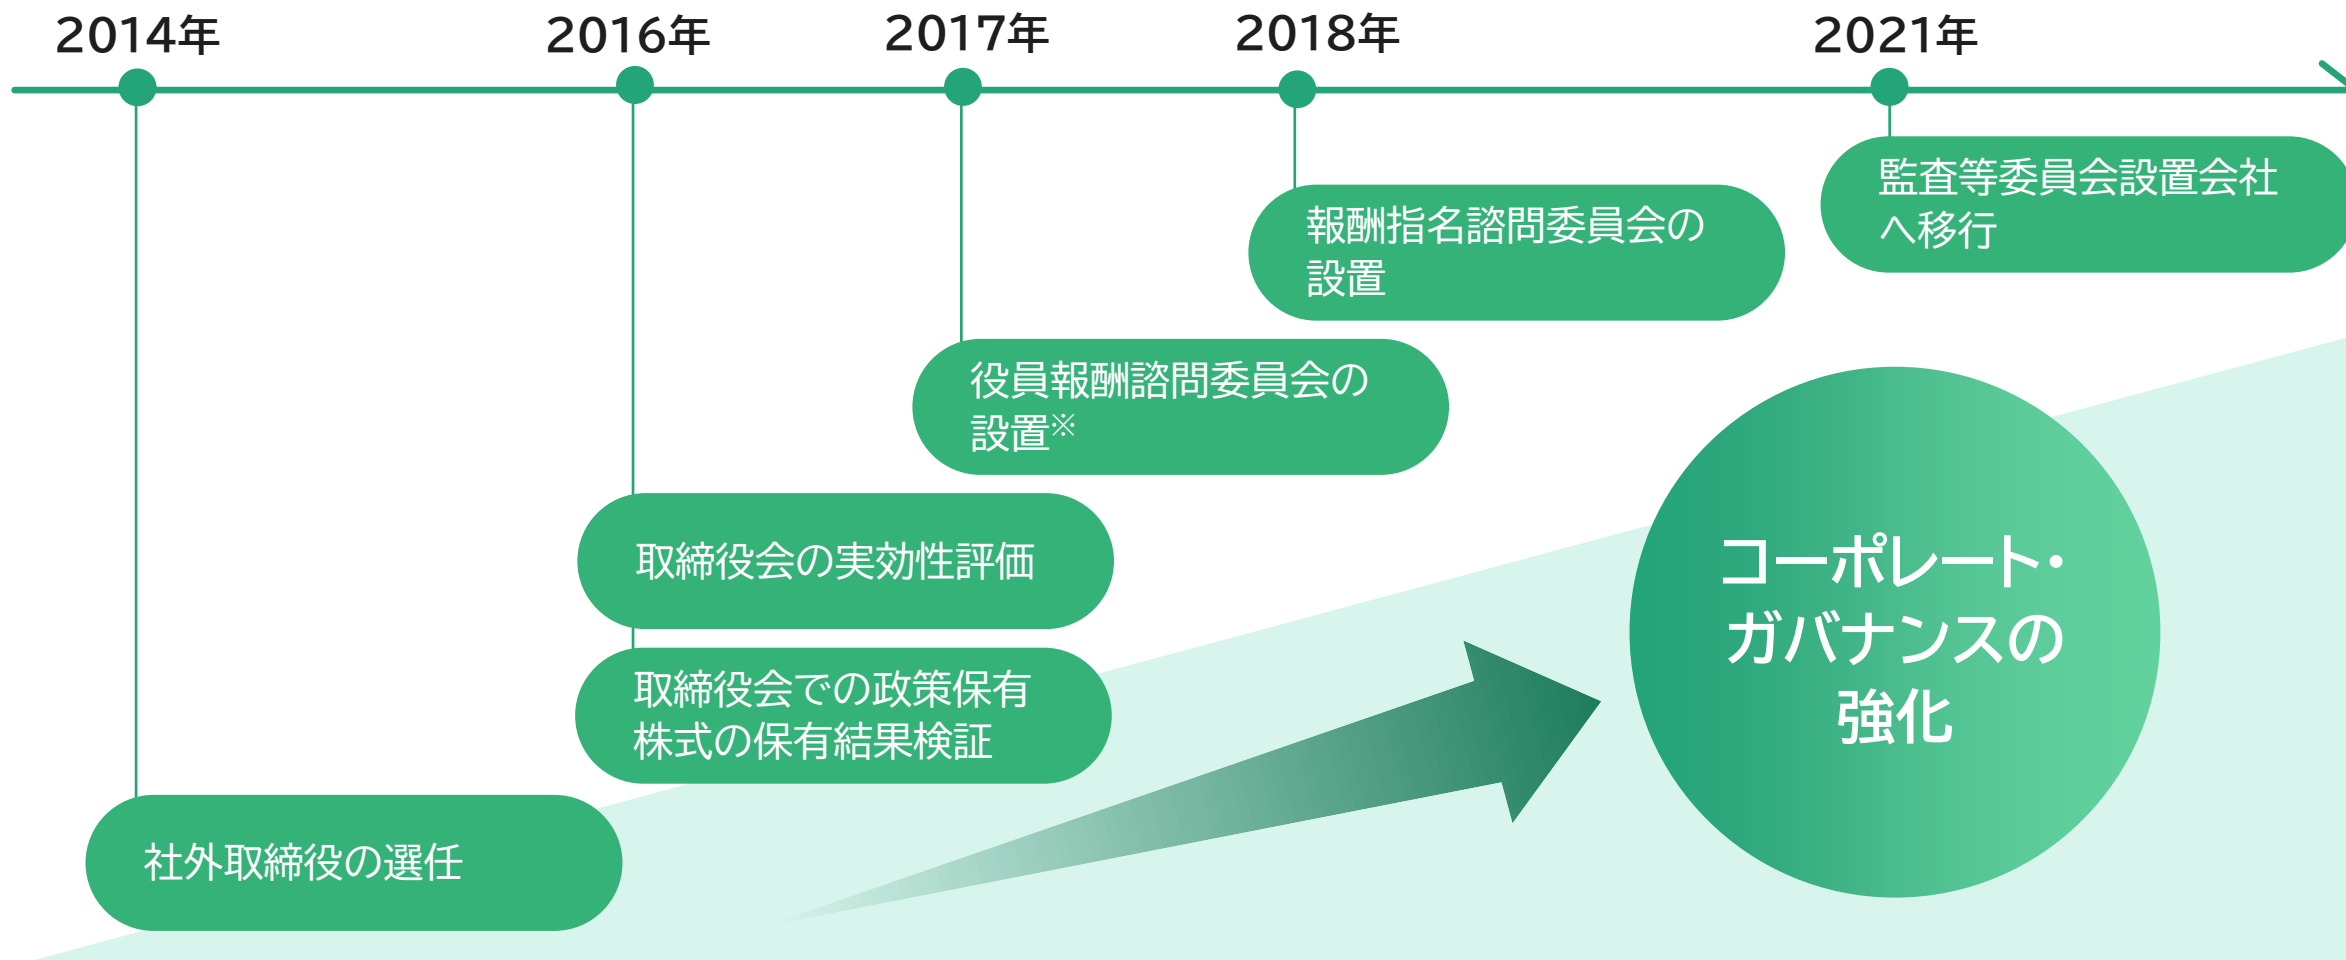 2014年
2016年
2017年
2018年
2021年
監査等委員会設置会社
へ移行
報酬指名諮問委員会の
設置
役員報酬諮問委員会の
設置※
取締役会の実効性評価
取締役会での政策保有
株式の保有結果検証
社外取締役の選任
コーポレート・
ガバナンスの
強化